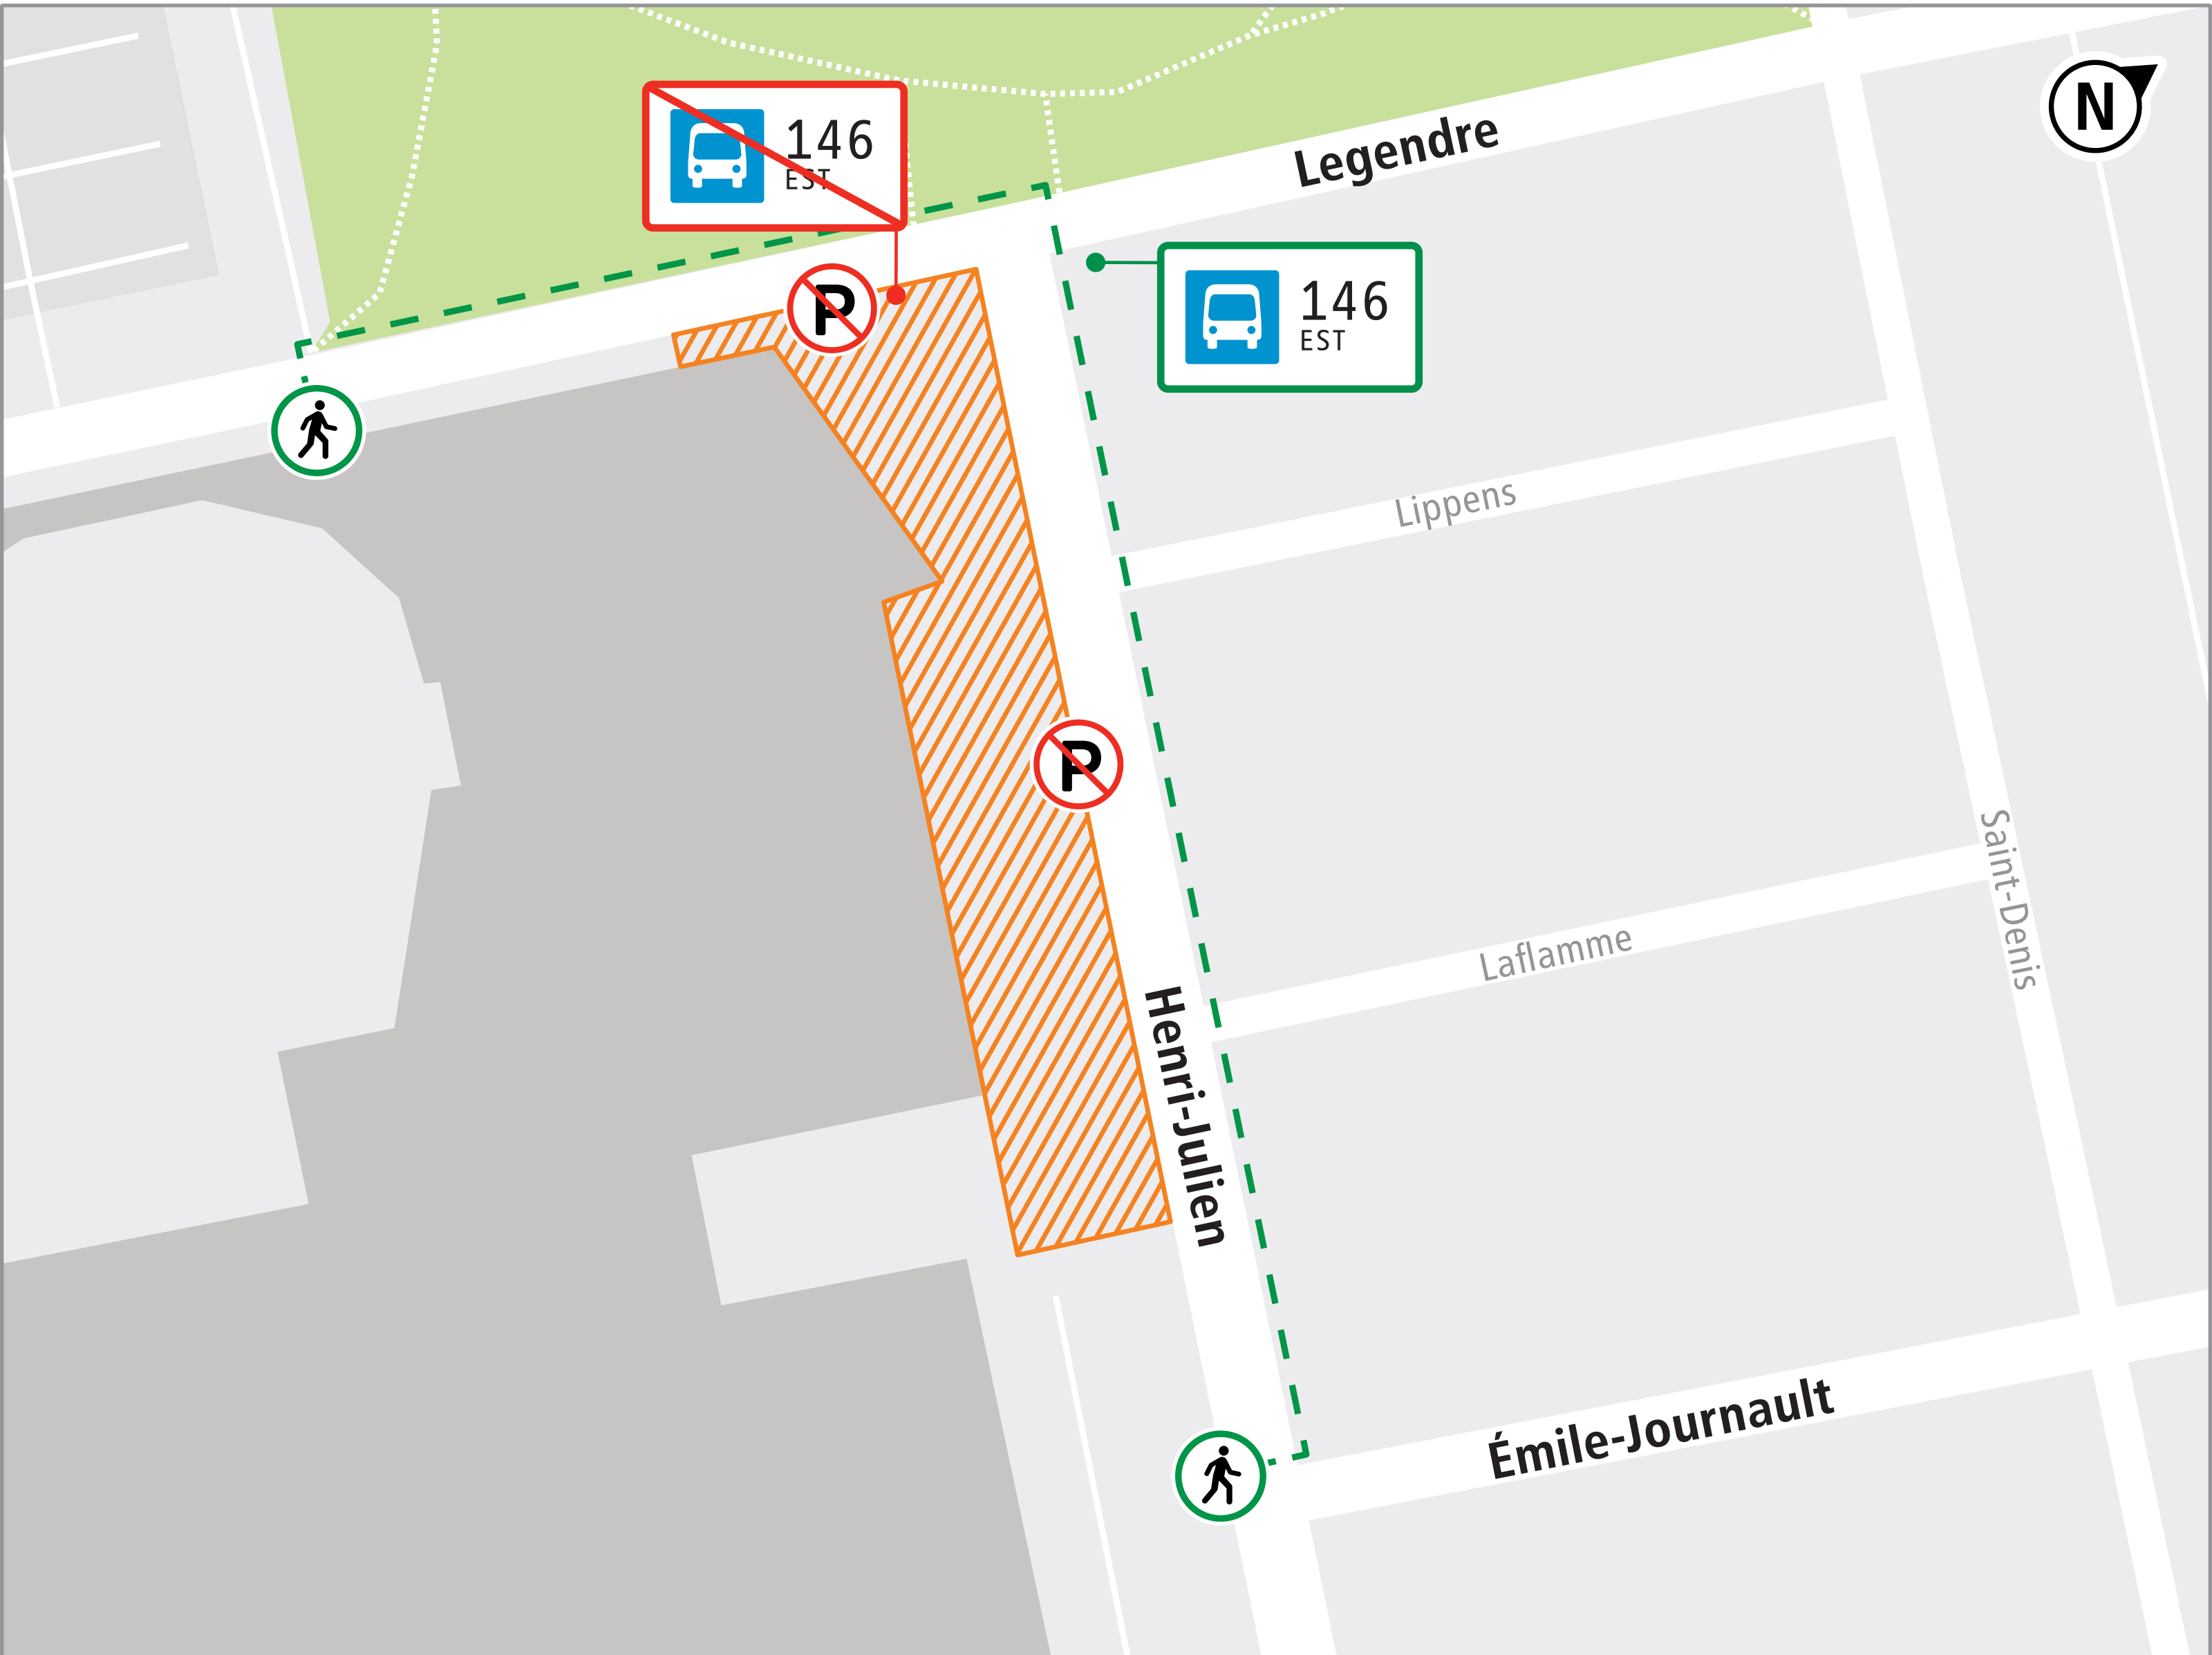 N
146
EST
Legendre
146
EST
P
Lippens
P
Saint-Denis
Laflamme
Henri-Julien
Émile-Journault